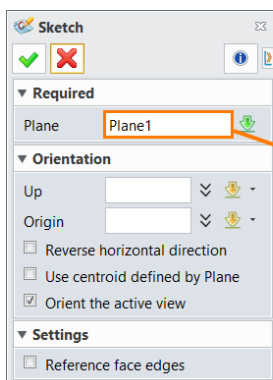 Sketch
Required
Plane Plane1
Orientation
Up
Origin
Reverse horizontal direction
Use centroid defined by Plane
Orient the active view
Settings
Reference face edges